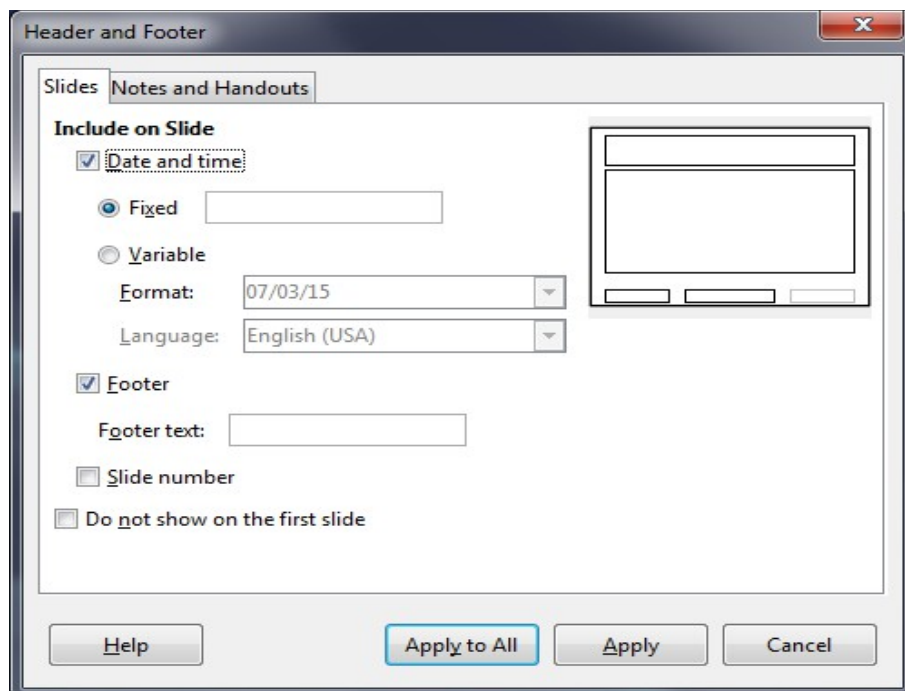 Header and Footer
Slides Notes and Handouts
Include on Slide
Date and time
Fixed
Variable
Format: 07/03/15
Language: English (USA)
Footer
Footer text:
Slide number
Do not show on the first slide
Help Apply to All Apply Cancel